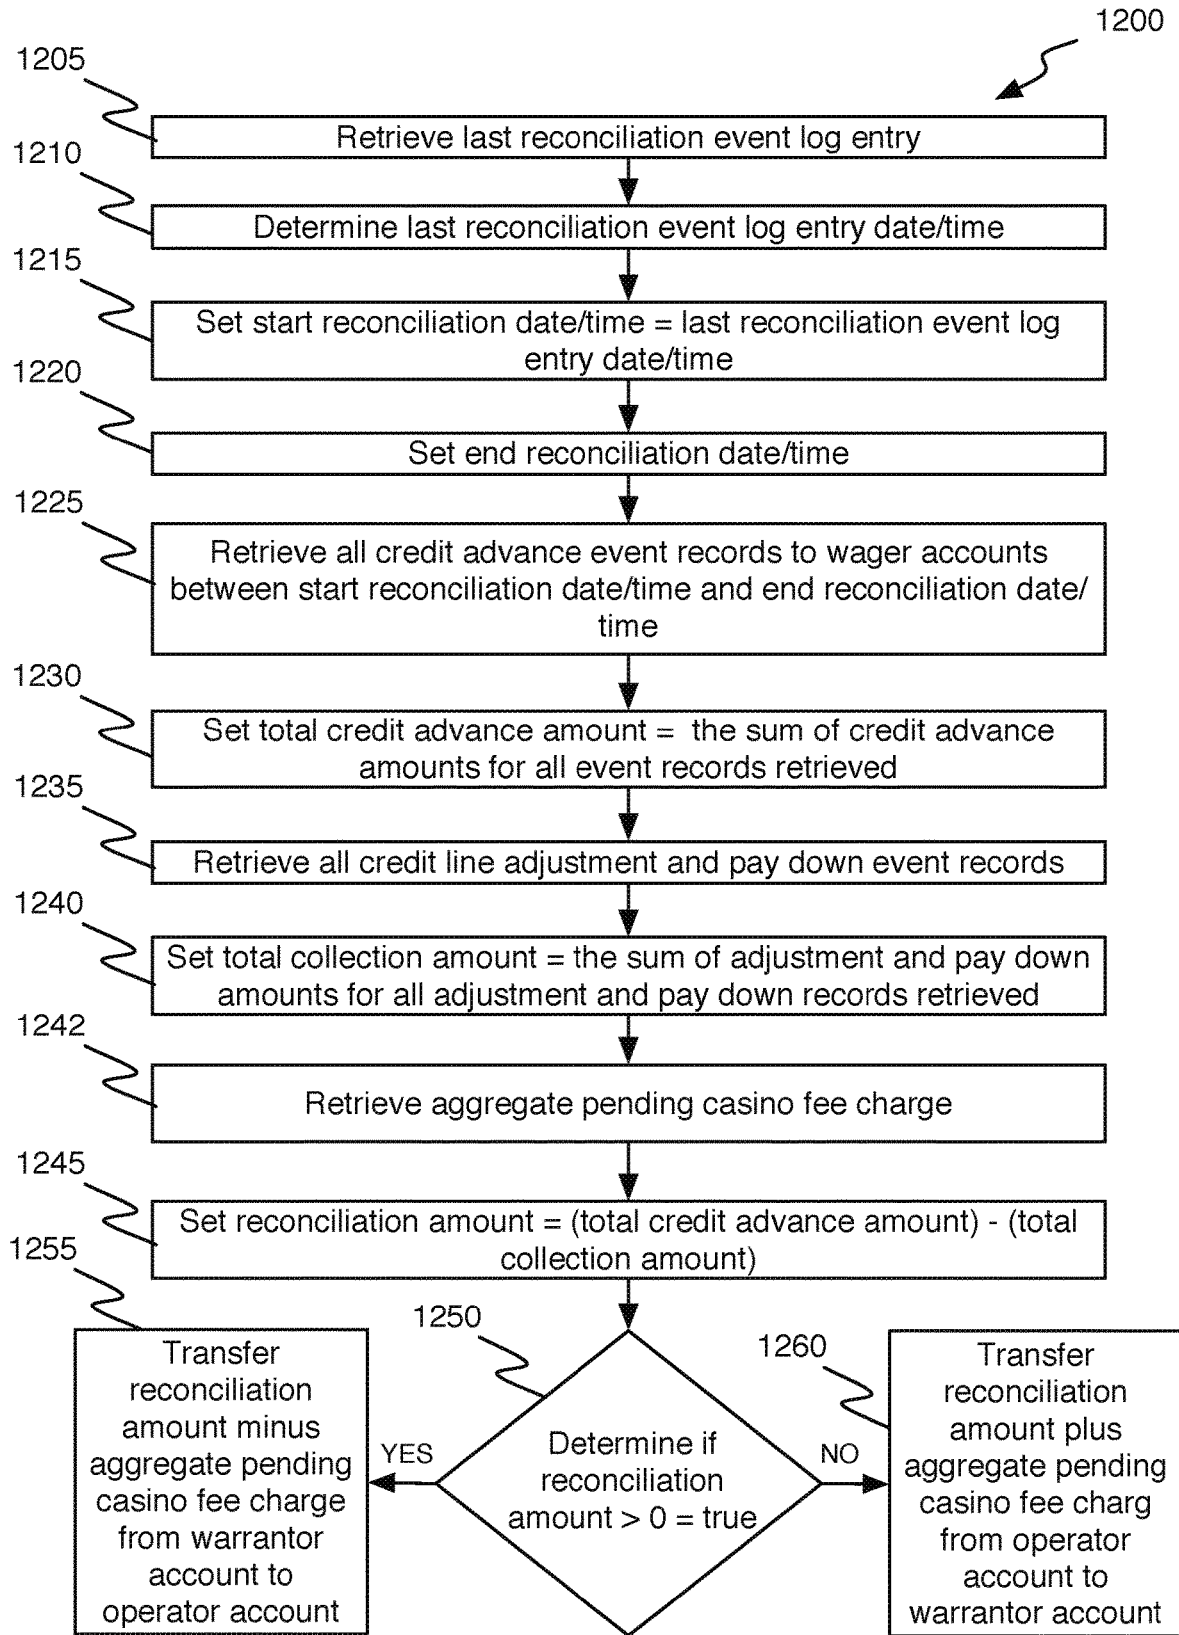 1200
1205
Retrieve last reconciliation event log entry
1210
Determine last reconciliation event log entry date/time
1215
Set start reconciliation date/time = last reconciliation event log
entry date/time
1220
Set end reconciliation date/time
1225
Retrieve all credit advance event records to wager accounts
between start reconciliation date/time and end reconciliation date/
time
1230
Set total credit advance amount = the sum of credit advance
amounts for all event records retrieved
1235
Retrieve all credit line adjustment and pay down event records
1240
Set total collection amount = the sum of adjustment and pay down
amounts for all adjustment and pay down records retrieved
1242
Retrieve aggregate pending casino fee charge
1245
Set reconciliation amount = (total credit advance amount) - (total
collection amount)
1255
Transfer
reconciliation
amount minus
aggregate pending
casino fee charge
from warrantor
account to
operator account
YES
1250
Determine if
reconciliation
amount > 0 = true
NO
1260
Transfer
reconciliation
amount plus
aggregate pending
casino fee charg
from operator
account to
warrantor account